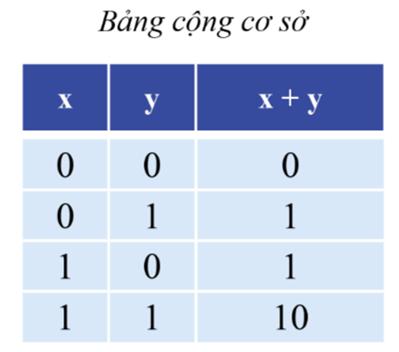 Bảng cộng cơ sở
x y x + y
0 0 0
0 1 1
1 0 1
1 1 10